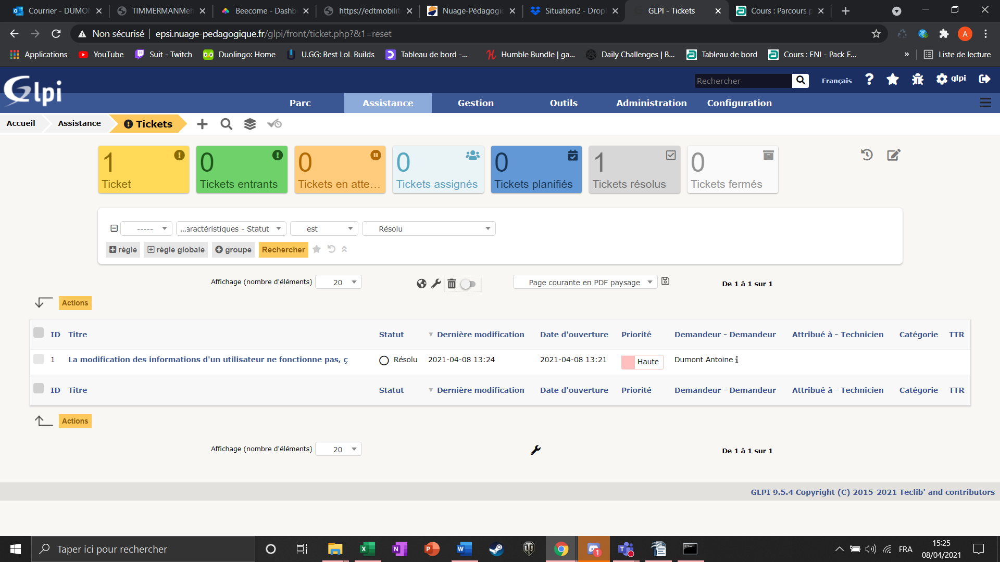 Courrier - DUMON
TIMMERMANMeh
Beecome - Dashb
https://edtmobilit
Nuage-Pédagogic
Situation2 - Dropl
GLPI - Tickets
Cours : Parcours p
Non sécurisé
epsi.nuage-pedagogique.fr/glpi/front/ticket.php?&1=reset
A
Applications
YouTube
Suit - Twitch
Duolingo: Home
U.GG: Best LoL Builds
Tableau de bord -...
Humble Bundle | ga...
Daily Challenges | B...
Tableau de bord
Cours : ENI - Pack E...
»
Liste de lecture
Glpi
Rechercher
Français
glpi
Parc
Assistance
Gestion
Outils
Administration
Configuration
Accueil
Assistance
Tickets
1
Ticket
0
Tickets entrants
0
Tickets en atte...
0
Tickets assignés
0
Tickets planifiés
1
Tickets résolus
0
Tickets fermés
-----
...aractéristiques - Statut
est
Résolu
règle
règle globale
groupe
Rechercher
Affichage (nombre d'éléments)
20
Page courante en PDF paysage
De 1 à 1 sur 1
Actions
ID Titre Statut Dernière modification Date d'ouverture Priorité Demandeur - Demandeur Attribué à - Technicien Catégorie TTR
1 La modification des informations d'un utilisateur ne fonctionne pas, ç Résolu 2021-04-08 13:24 2021-04-08 13:21 Haute Dumont Antoine
ID Titre Statut Dernière modification Date d'ouverture Priorité Demandeur - Demandeur Attribué à - Technicien Catégorie TTR
Actions
Affichage (nombre d'éléments)
20
De 1 à 1 sur 1
GLPI 9.5.4 Copyright (C) 2015-2021 Teclib' and contributors
Taper ici pour rechercher
1
FRA
15:25
08/04/2021